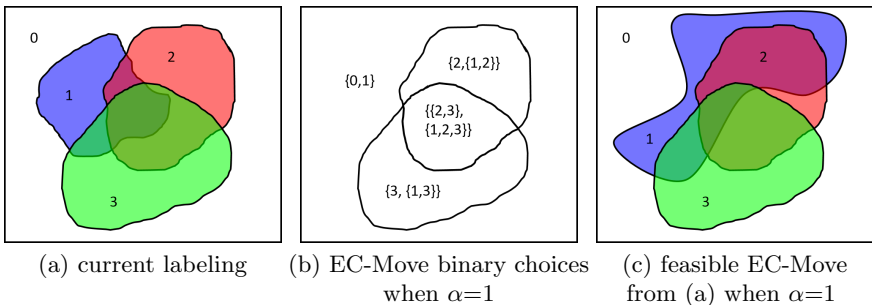 0
2
1
3
{0,1}
{2,{1,2}}
{{2,3},
{1,2,3}}
{3, {1,3}}
0
2
1
3
(a) current labeling
(b) EC-Move binary choices
when α=1
(c) feasible EC-Move
from (a) when α=1